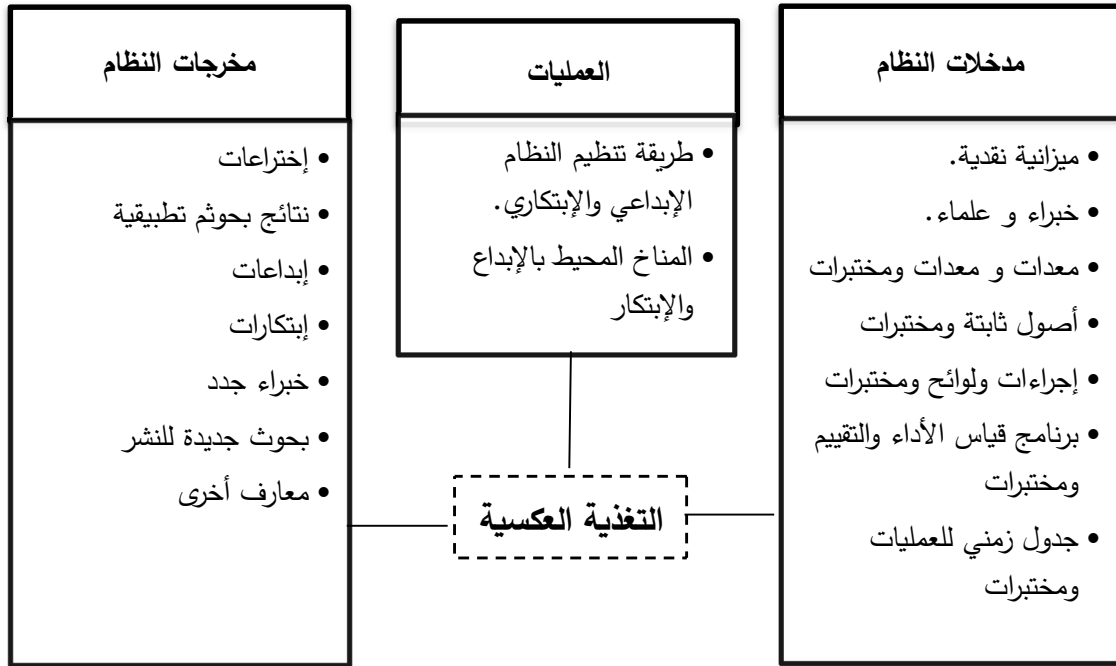 مدخلات النظام
• ميزانية نقدية.
• خبراء و علماء.
• معدات و معدات ومختبرات
• أصول ثابتة ومختبرات
• إجراءات ولوائح ومختبرات
• برنامج قياس الأداء والتقييم
ومختبرات
• جدول زمني للعمليات
ومختبرات
العمليات
• طريقة تنظيم النظام
الإبداعي والإبتكاري.
• المناخ المحيط بالإبداع
والإبتكار
مخرجات النظام
• إختراعات
• نتائج بحوثم تطبيقية
• إبداعات
• إبتكارات
• خبراء جدد
• بحوث جديدة للنشر
• معارف أخرى
التغذية العكسية